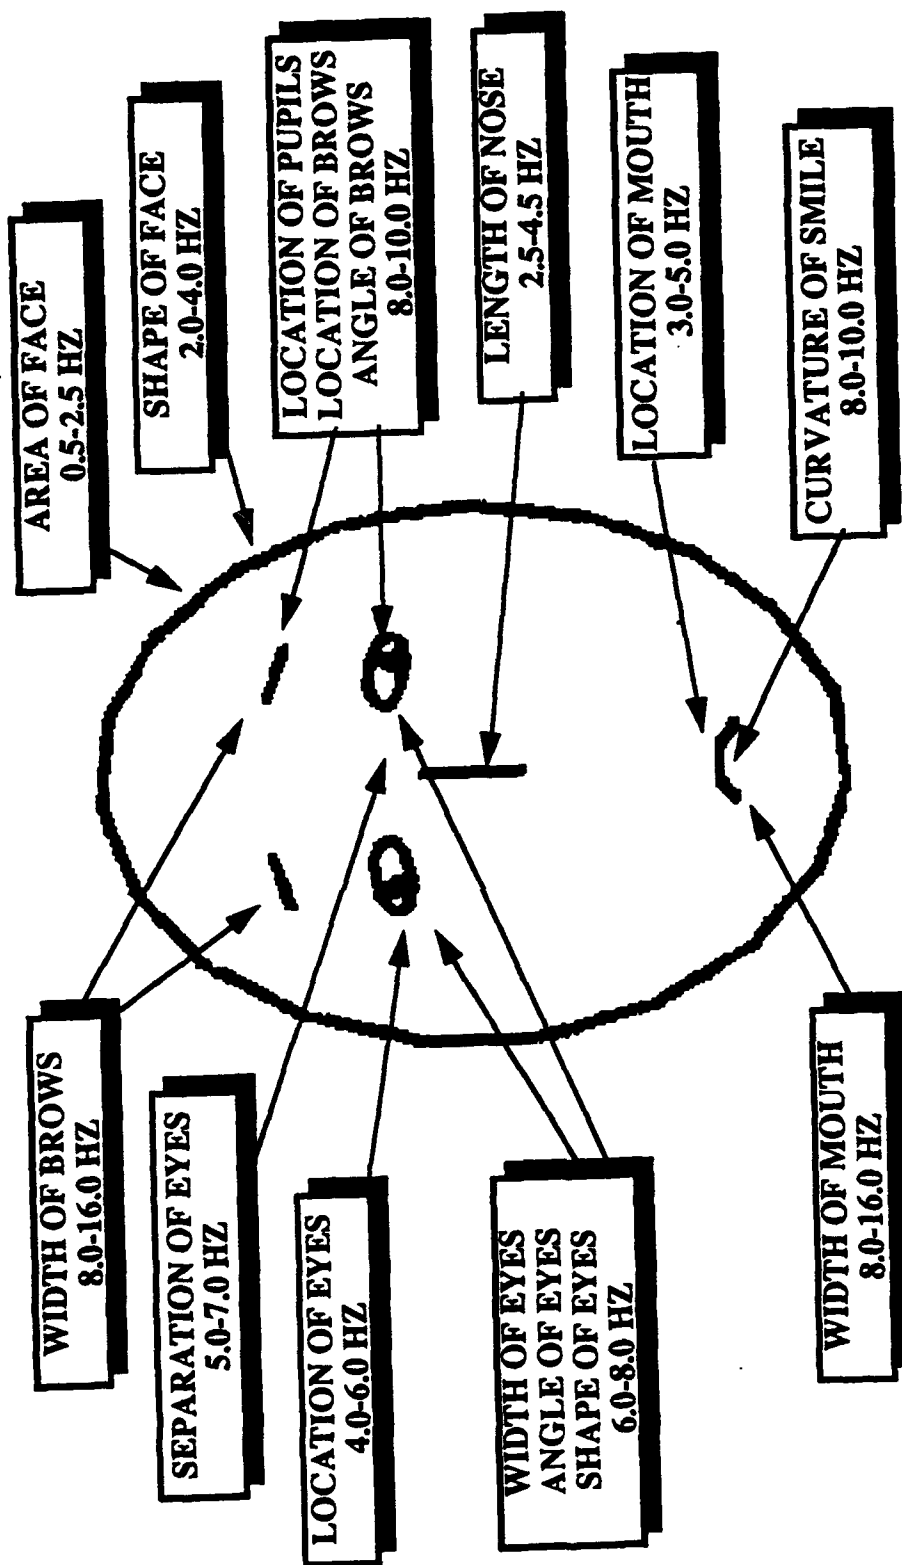 WIDTH OF BROWS
8.0-16.0 HZ
SEPARATION OF EYES
5.0-7.0 HZ
LOCATION OF EYES
4.0-6.0 HZ
WIDTH OF EYES
ANGLE OF EYES
SHAPE OF EYES
6.0-8.0 HZ
WIDTH OF MOUTH
8.0-16.0 HZ
AREA OF FACE
0.5-2.5 HZ
SHAPE OF FACE
2.0-4.0 HZ
LOCATION OF PUPILS
LOCATION OF BROWS
ANGLE OF BROWS
8.0-10.0 HZ
LENGTH OF NOSE
2.5-4.5 HZ
LOCATION OF MOUTH
3.0-5.0 HZ
CURVATURE OF SMILE
8.0-10.0 HZ